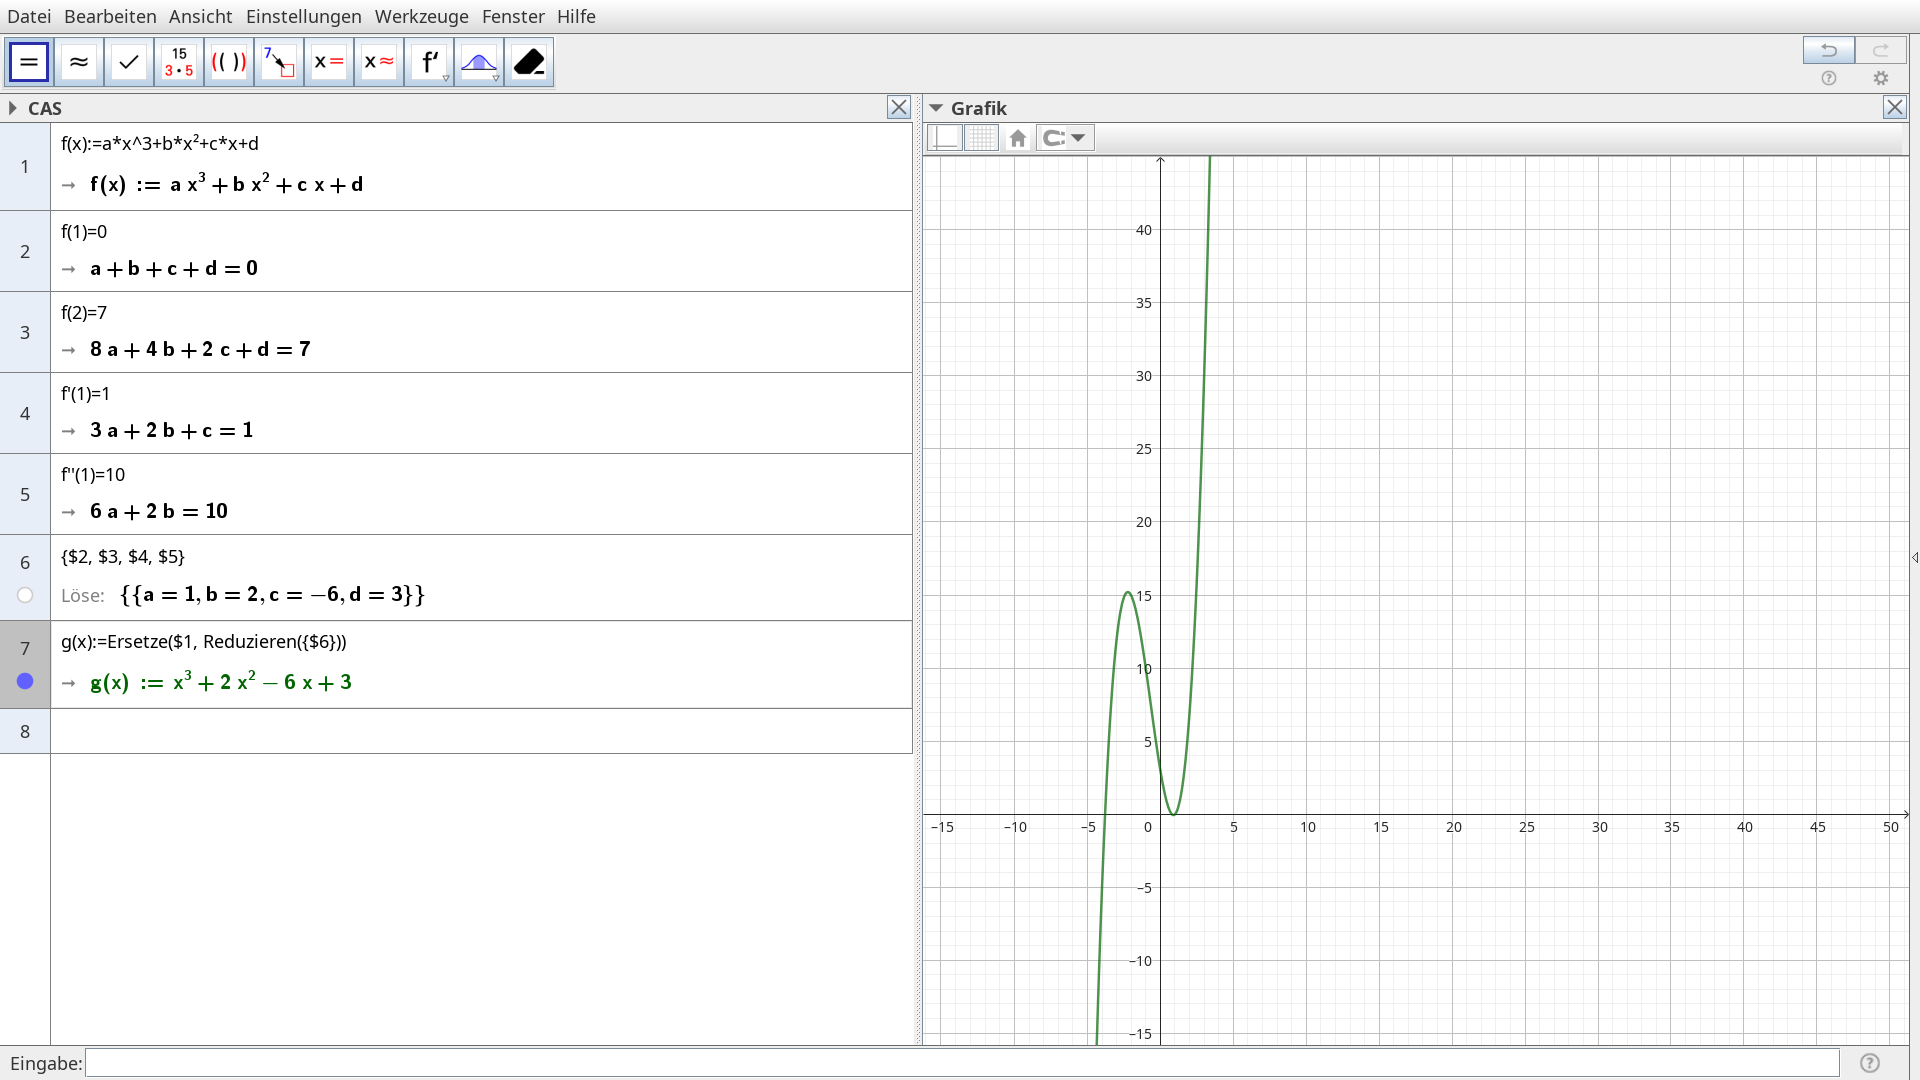 Datei Bearbeiten Ansicht Einstellungen Werkzeuge Fenster Hilfe
= ≈ ✓ 15 3·5 (( )) 7 x= x≈ f'
CAS
1
f(x):=a*x^3+b*x²+c*x+d
→ f(x) := a x³ + b x² + c x + d
2
f(1)=0
→ a + b + c + d = 0
3
f(2)=7
→ 8 a + 4 b + 2 c + d = 7
4
f'(1)=1
→ 3 a + 2 b + c = 1
5
f''(1)=10
→ 6 a + 2 b = 10
6
{$2, $3, $4, $5}
Löse: {{a = 1, b = 2, c = −6, d = 3}}
7
g(x):=Ersetze($1, Reduzieren({$6}))
→ g(x) := x³ + 2 x² − 6 x + 3
8
Grafik
40
35
30
25
20
15
10
5
−15 −10 −5 0 5 10 15 20 25 30 35 40 45 50
−5
−10
−15
Eingabe: